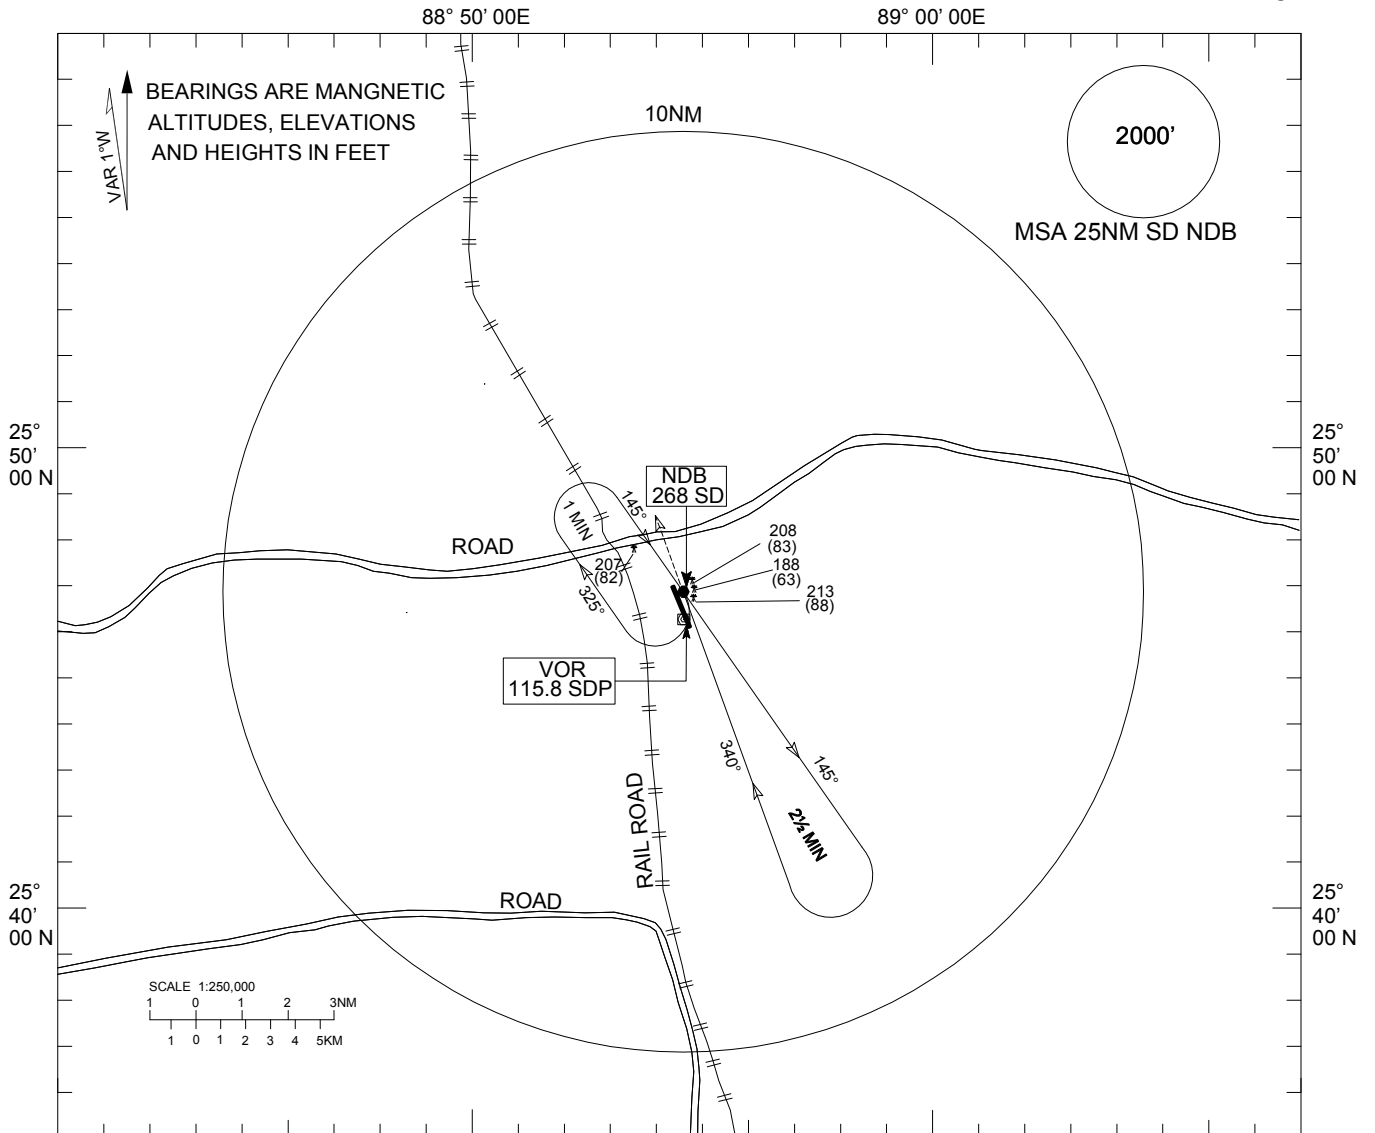 88° 50’ 00E
89° 00’ 00E
BEARINGS ARE MANGNETIC
ALTITUDES, ELEVATIONS
AND HEIGHTS IN FEET
VAR 1°W
10NM
2000’
MSA 25NM SD NDB
25°
50’
00 N
25°
50’
00 N
NDB
268 SD
1 MIN
145°
ROAD
208
(83)
188
(63)
213
(88)
207
(82)
325°
VOR
115.8 SDP
340°
145°
2½ MIN
RAIL ROAD
25°
40’
00 N
25°
40’
00 N
ROAD
SCALE 1:250,000
1 0 1 2 3NM
1 0 1 2 3 4 5KM